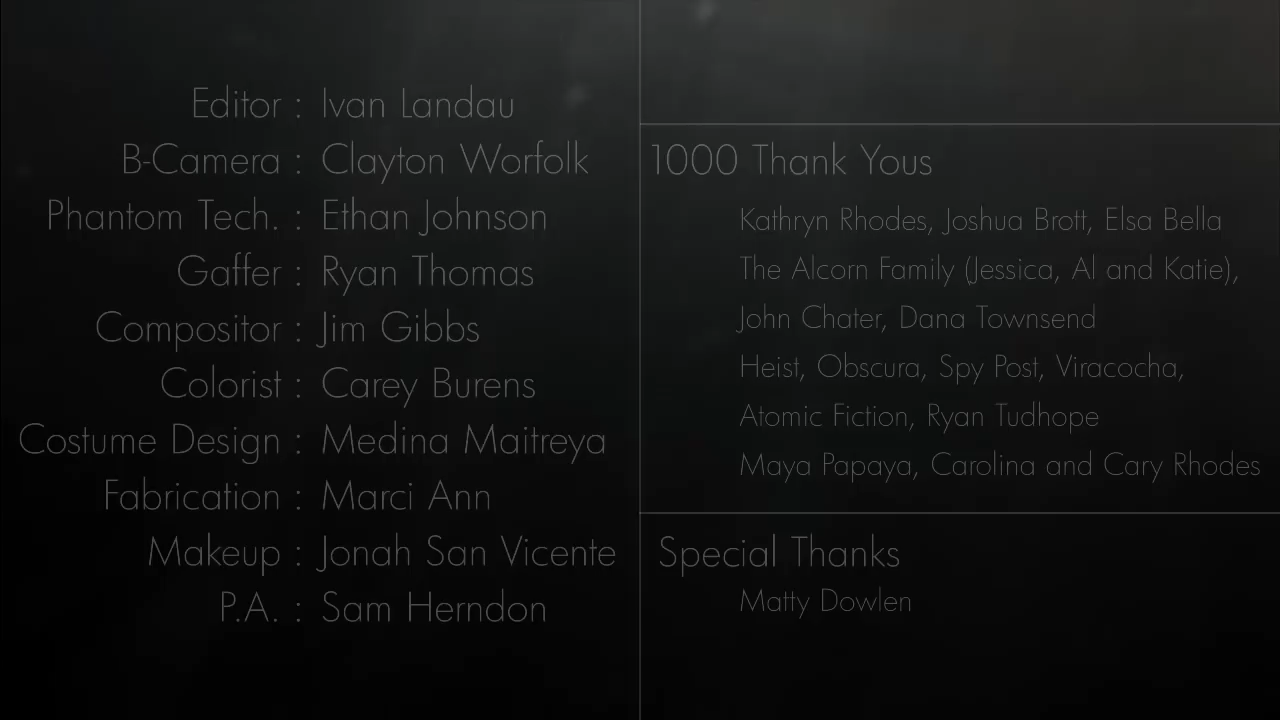 Editor : Ivan Landau
B-Camera : Clayton Worfolk
Phantom Tech. : Ethan Johnson
Gaffer : Ryan Thomas
Compositor : Jim Gibbs
Colorist : Carey Burens
Costume Design : Medina Maitreya
Fabrication : Marci Ann
Makeup : Jonah San Vicente
P.A. : Sam Herndon
1000 Thank Yous
Kathryn Rhodes, Joshua Brott, Elsa Bella
The Alcorn Family (Jessica, Al and Katie),
John Chater, Dana Townsend
Heist, Obscura, Spy Post, Viracocha,
Atomic Fiction, Ryan Tudhope
Maya Papaya, Carolina and Cary Rhodes
Special Thanks
Matty Dowlen